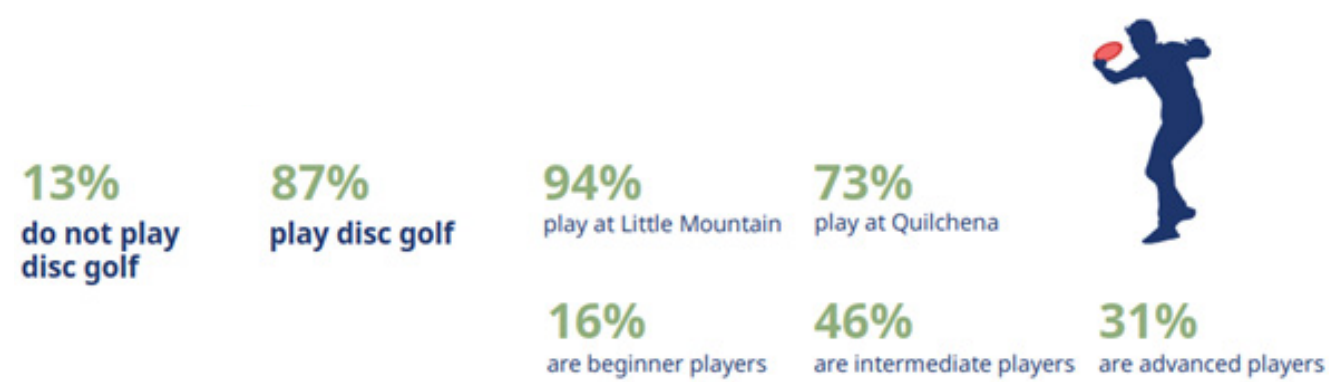 13%
do not play
disc golf
87%
play disc golf
94%
play at Little Mountain
73%
play at Quilchena
16%
are beginner players
46%
are intermediate players
31%
are advanced players